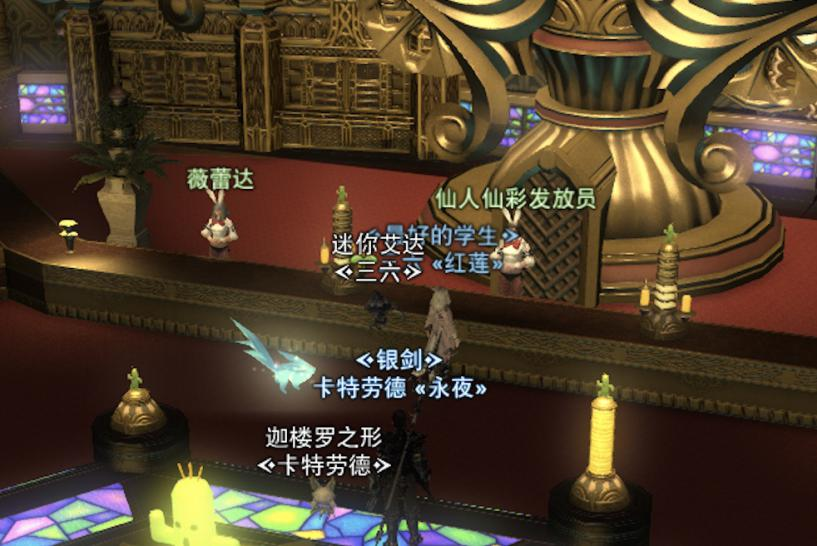 薇蕾达
仙人仙彩发放员
最好的学生
迷你艾达
«三六»
«红莲»
«银剑»
卡特劳德 «永夜»
迦楼罗之形
«卡特劳德»